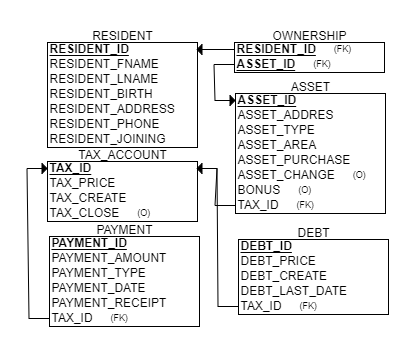 RESIDENT
RESIDENT_ID
RESIDENT_FNAME
RESIDENT_LNAME
RESIDENT_BIRTH
RESIDENT_ADDRESS
RESIDENT_PHONE
RESIDENT_JOINING
OWNERSHIP
RESIDENT_ID (FK)
ASSET_ID (FK)
ASSET
ASSET_ID
ASSET_ADDRES
ASSET_TYPE
ASSET_AREA
ASSET_PURCHASE
ASSET_CHANGE (O)
BONUS (O)
TAX_ID (FK)
TAX_ACCOUNT
TAX_ID
TAX_PRICE
TAX_CREATE
TAX_CLOSE (O)
PAYMENT
PAYMENT_ID
PAYMENT_AMOUNT
PAYMENT_TYPE
PAYMENT_DATE
PAYMENT_RECEIPT
TAX_ID (FK)
DEBT
DEBT_ID
DEBT_PRICE
DEBT_CREATE
DEBT_LAST_DATE
TAX_ID (FK)